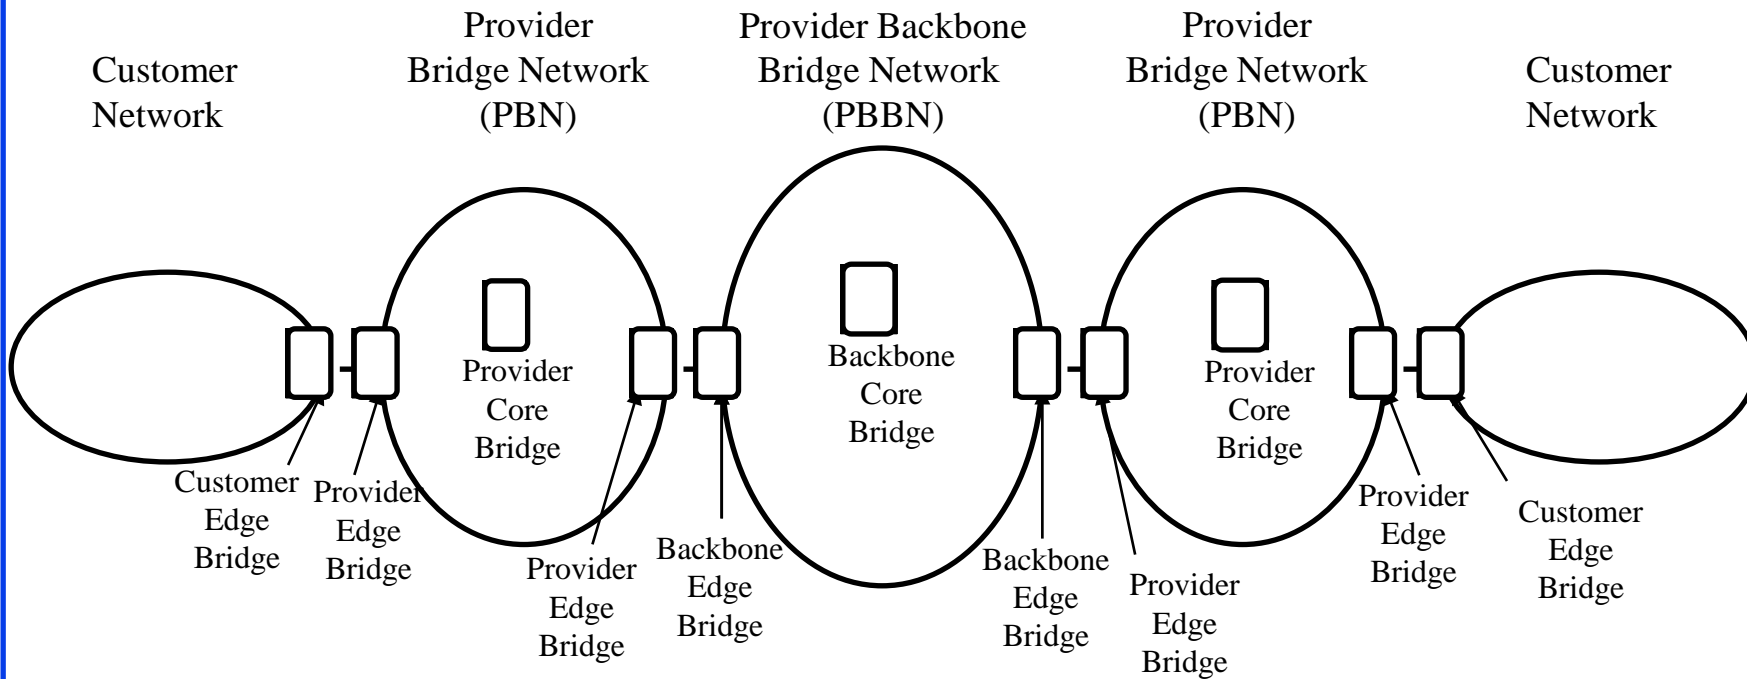 Customer
Network
Provider
Bridge Network
(PBN)
Provider Backbone
Bridge Network
(PBBN)
Provider
Bridge Network
(PBN)
Customer
Network
Provider
Core
Bridge
Backbone
Core
Bridge
Provider
Core
Bridge
Customer
Edge
Bridge
Provider
Edge
Bridge
Provider
Edge
Bridge
Backbone
Edge
Bridge
Backbone
Edge
Bridge
Provider
Edge
Bridge
Provider
Edge
Bridge
Customer
Edge
Bridge